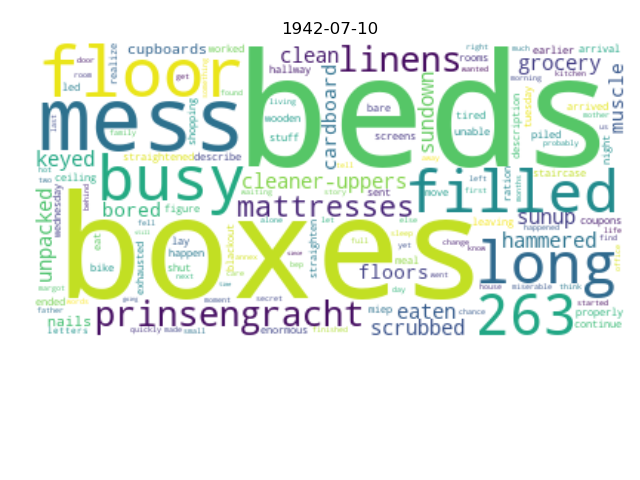 1942-07-10
floor
cupboards worked
clean linens
grocery
earlier arrival
door
realize
hallway
rooms
right
wanted
much
morning
kitchen
led
room
get
mess
beds
cardboard
sundown
muscle
arrived
mother
us
last
shopping
found
living
wooden
stuff
bare
screens
tired
unable
description
tuesday
piled
probably
night
family
keyed
straightened describe
ceiling
hot
two
busy
cleaner-uppers
filled
staircase
sent
move
first
left
ration
months
mattresses
unpacked
wednesday
behind
bored figure
leaving sunup coupons
happened
life
find
office
boxes
long
hammered
eat
bike
exhausted
fell
lay
happen
shut
next
blackout
alone
straighten
let
else
sleep
yet
change
know
full
meal
floors went
day
house miserable think
margot
ended
father
words
nails
letters
prinsengracht
moment secret
bep
saw
miep eaten chance
scrubbed
263
started
properly
continue
quickly made small
enormous finished
story
waiting